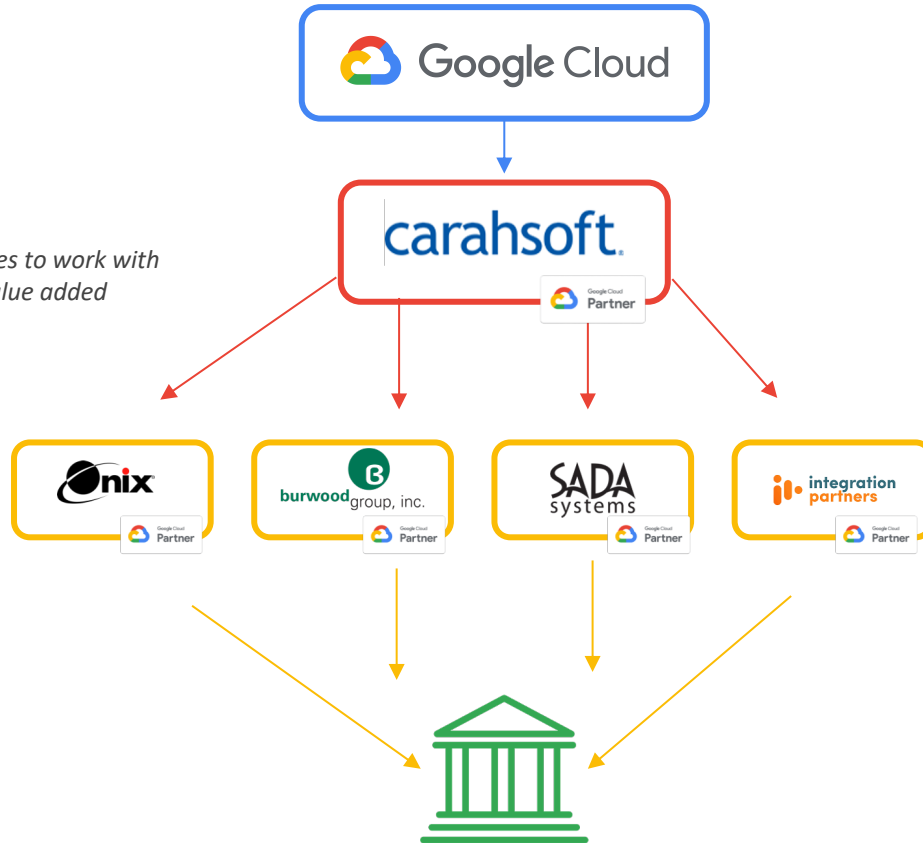 Google Cloud
carahsoft.
es to work with
lue added
Google Cloud
Partner
Onix
burwood group, inc.
B
SADA
systems
integration
partners
Google Cloud
Partner
Google Cloud
Partner
Google Cloud
Partner
Google Cloud
Partner